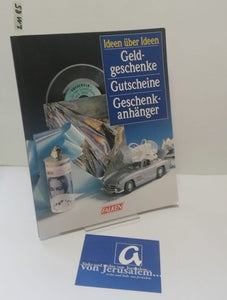 Ideen über Ideen
Geld-
geschenke
Gutscheine
Geschenk-
anhänger
FALKEN
a
von Jerusalem...